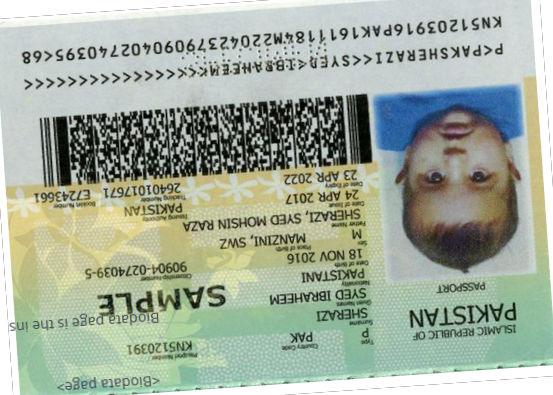 <Biodata page>
Biodata page is the ins
ISLAMIC REPUBLIC OF
PAKISTAN
PASSPORT
Type Country Code Passport Number
P PAK KN5120391
Surname
SHERAZI
Given Names
SYED IBRAHEEM
SAMPLE
Nationality Citizenship Number
PAKISTANI 90904-0274039-5
Date of Birth
18 NOV 2016
Sex Place of Birth
M MANZINI, SWZ
Father Name
SHERAZI, SYED MOHSIN RAZA
Date of Issue Issuing Authority
24 APR 2017 PAKISTAN
Date of Expiry Tracking Number Booklet Number
23 APR 2022 26401017671 E7243661
P<PAKSHERAZI<<SYED<IBRAHEEM<<<<<<<<<<<<<<<<<
KN51203916PAK1611184M22042379090402740395<68